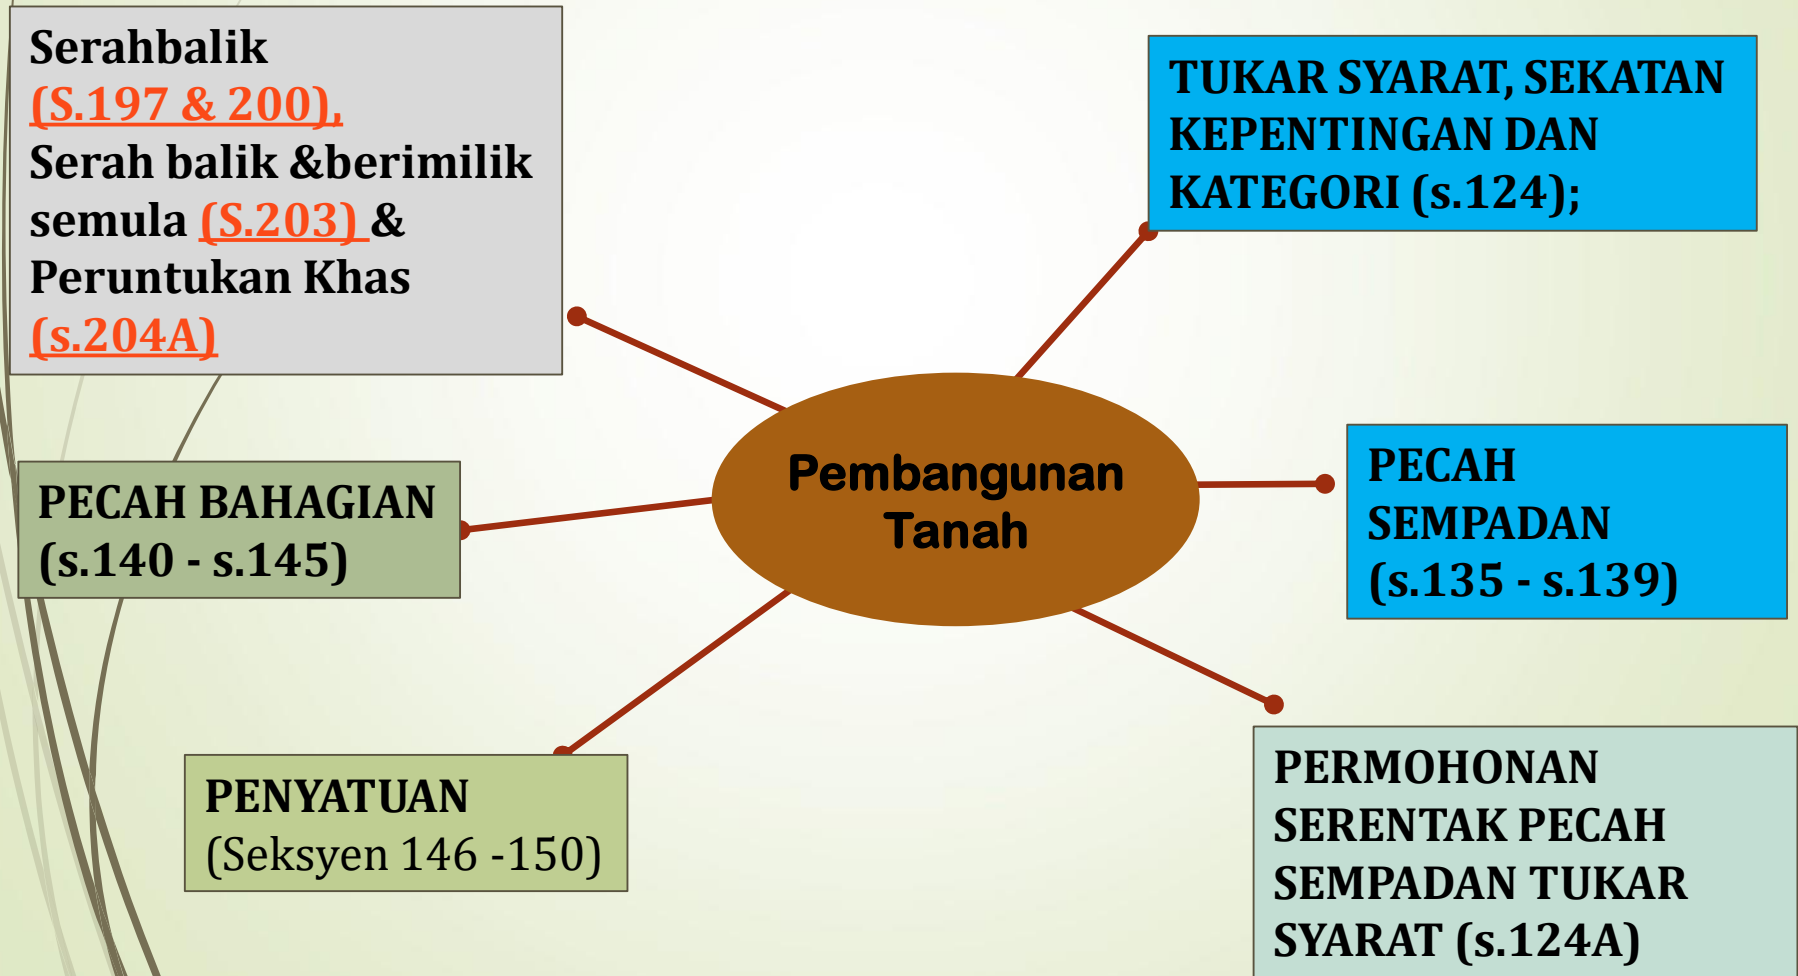 Serahbalik
(S.197 & 200),
Serah balik &berimilik
semula (S.203) &
Peruntukan Khas
(s.204A)
TUKAR SYARAT, SEKATAN
KEPENTINGAN DAN
KATEGORI (s.124);
Pembangunan
Tanah
PECAH BAHAGIAN
(s.140 - s.145)
PECAH
SEMPADAN
(s.135 - s.139)
PENYATUAN
(Seksyen 146 -150)
PERMOHONAN
SERENTAK PECAH
SEMPADAN TUKAR
SYARAT (s.124A)